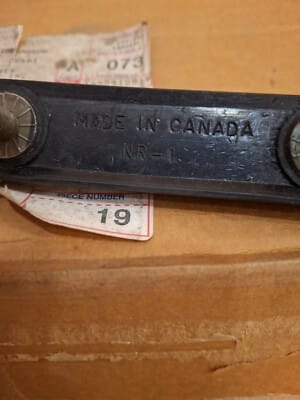 A 073
MADE IN CANADA
NR-1
PIECE NUMBER
19